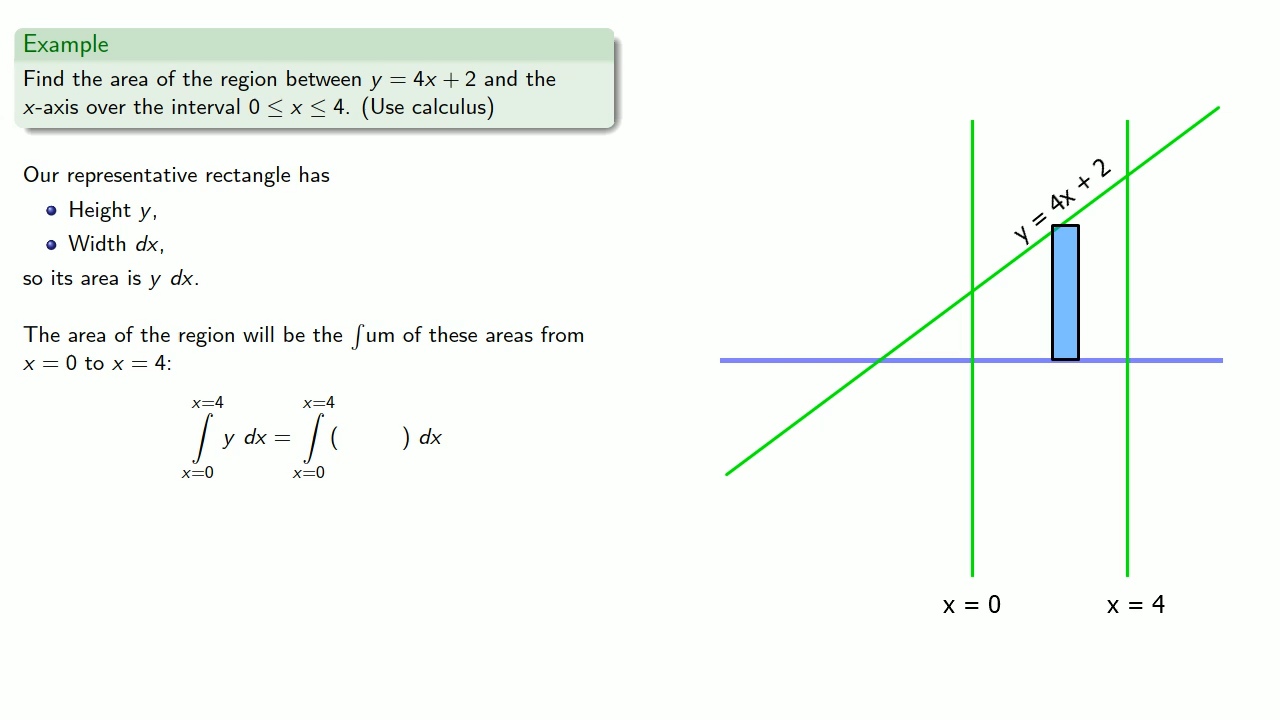 Example
Find the area of the region between y = 4x + 2 and the
x-axis over the interval 0 ≤ x ≤ 4. (Use calculus)
Our representative rectangle has
Height y,
Width dx,
so its area is y dx.
The area of the region will be the ∫um of these areas from
x = 0 to x = 4:
x=4 x=4
∫ y dx = ∫ ( ) dx
x=0 x=0
y = 4x + 2
x = 0
x = 4